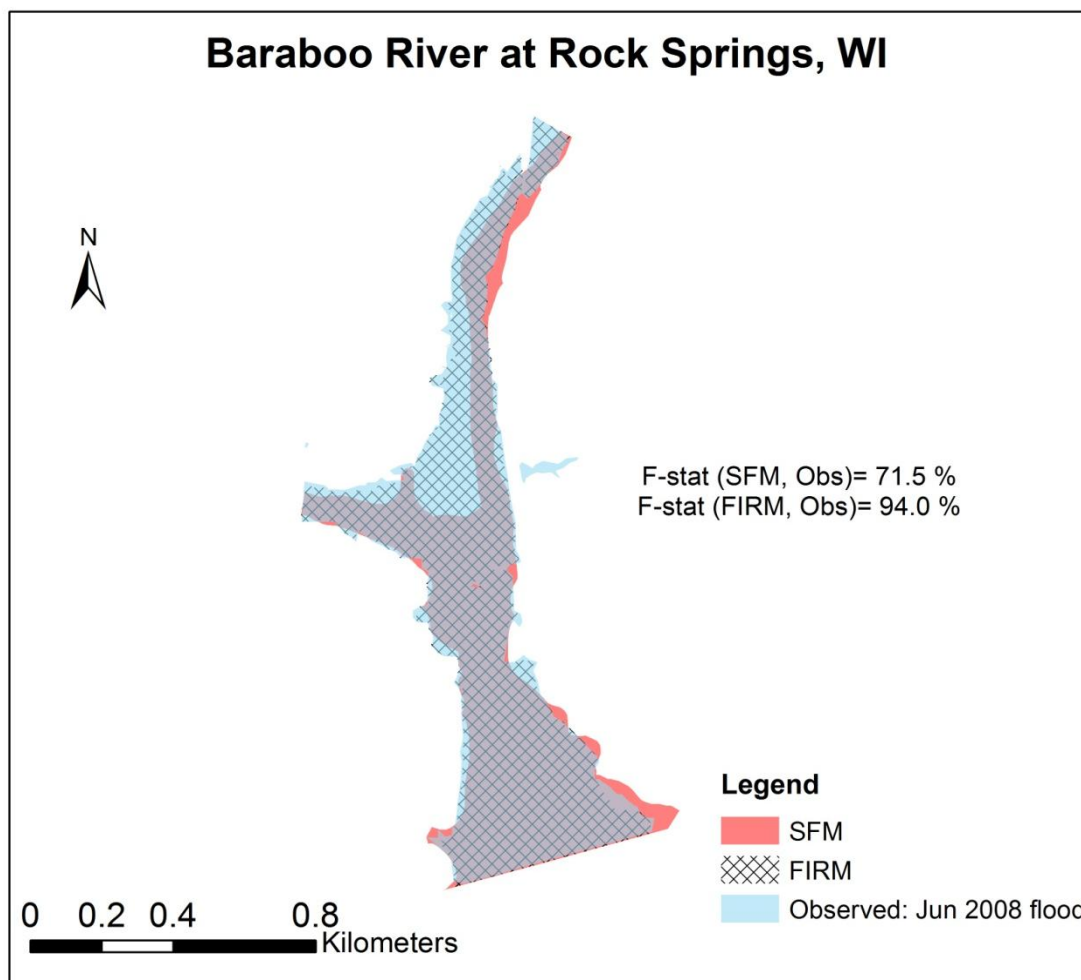 Baraboo River at Rock Springs, WI
N
F-stat (SFM, Obs)= 71.5 %
F-stat (FIRM, Obs)= 94.0 %
Legend
SFM
FIRM
Observed: Jun 2008 flood
0 0.2 0.4 0.8
Kilometers